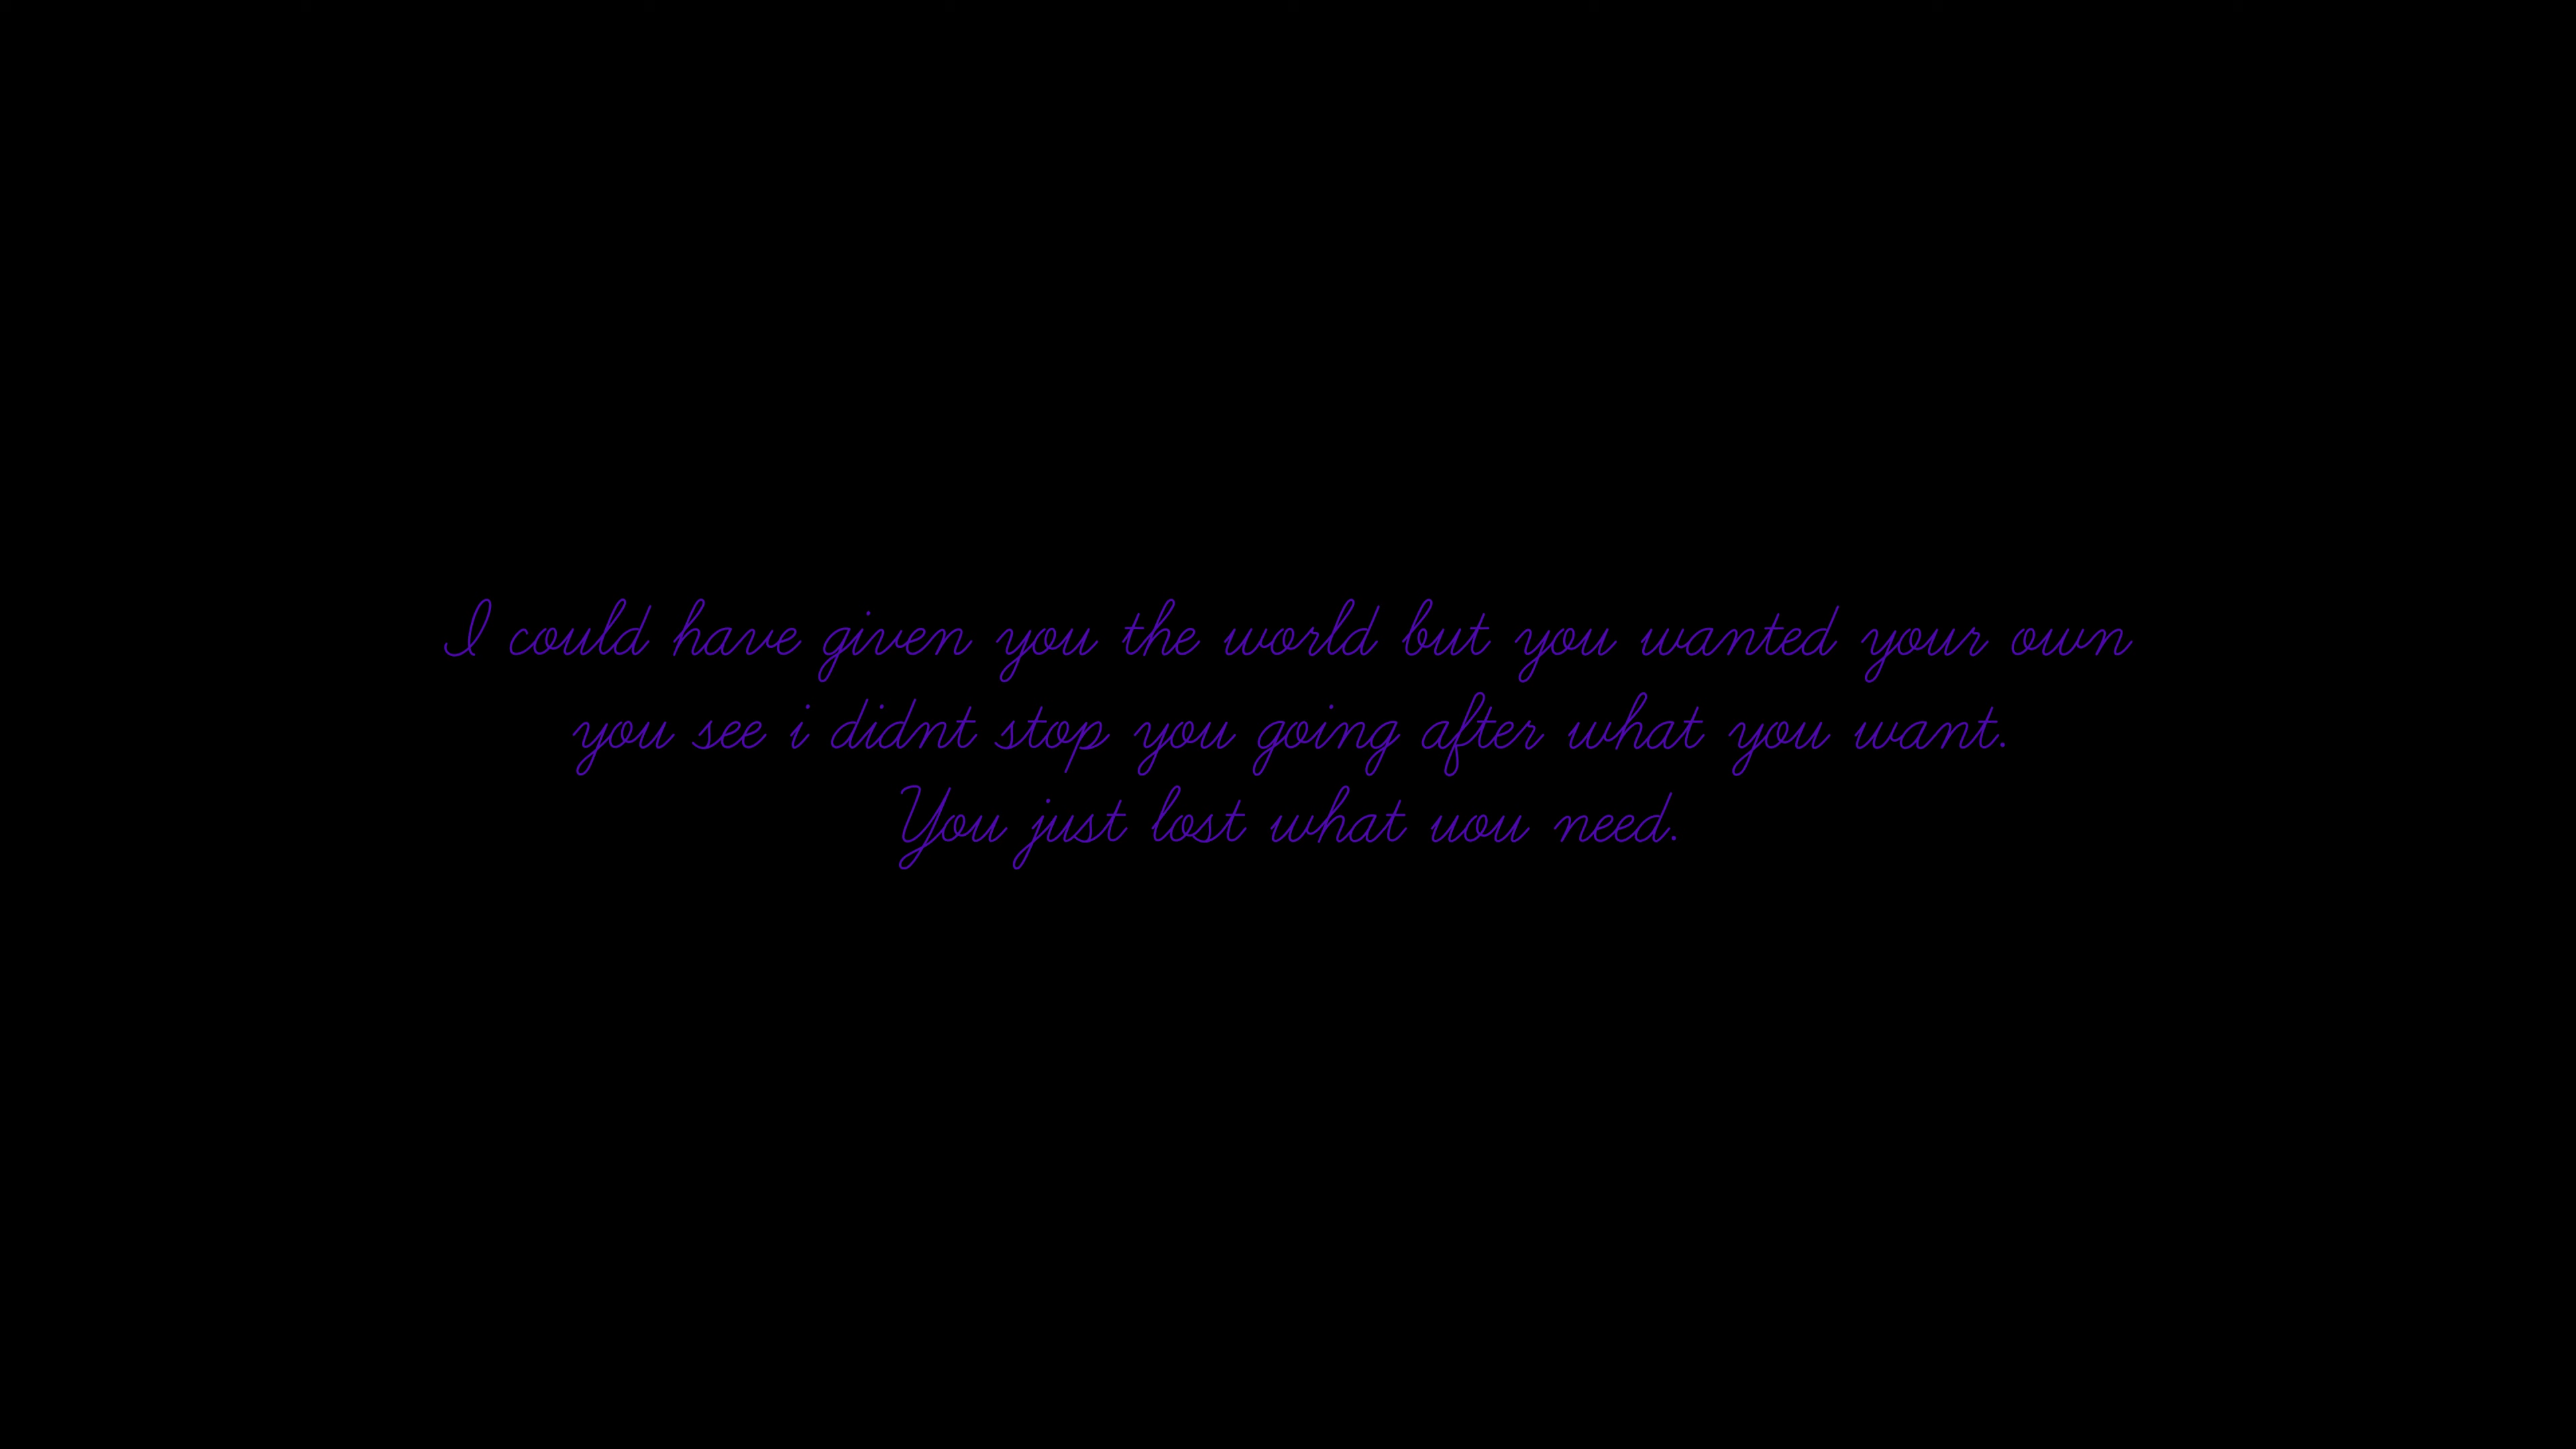 I could have given you the world but you wanted your own
you see i didnt stop you going after what you want.
You just lost what uou need.